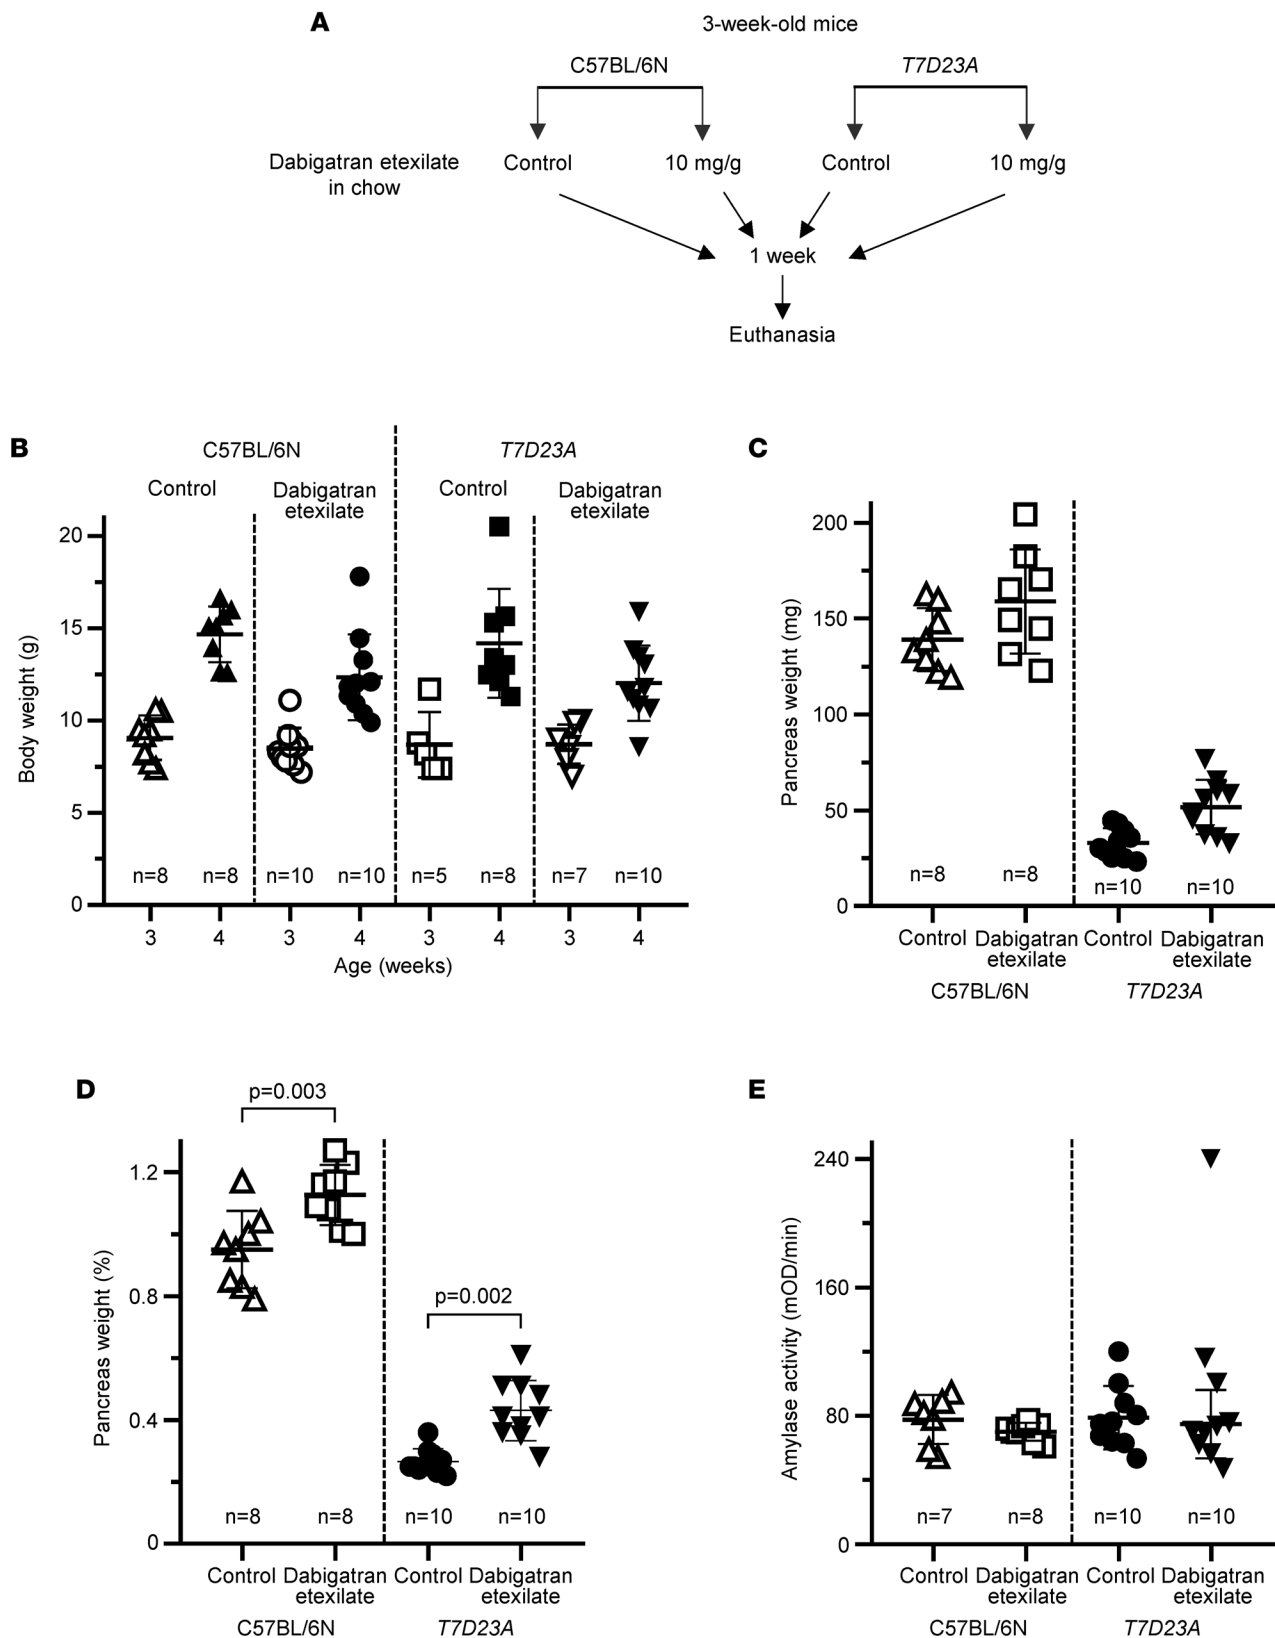 A
3-week-old mice
C57BL/6N
T7D23A
Dabigatran etexilate
in chow
Control
10 mg/g
Control
10 mg/g
1 week
Euthanasia
B
C57BL/6N
T7D23A
Control
Dabigatran
etexilate
Control
Dabigatran
etexilate
Body weight (g)
20
15
10
5
0
n=8
n=8
n=10
n=10
n=5
n=8
n=7
n=10
3
4
3
4
3
4
3
4
Age (weeks)
C
Pancreas weight (mg)
200
150
100
50
0
n=8
n=8
n=10
n=10
Control
Dabigatran
etexilate
Control
Dabigatran
etexilate
C57BL/6N
T7D23A
D
p=0.003
p=0.002
Pancreas weight (%)
1.2
0.8
0.4
0
n=8
n=8
n=10
n=10
Control
Dabigatran
etexilate
Control
Dabigatran
etexilate
C57BL/6N
T7D23A
E
Amylase activity (mOD/min)
240
160
80
0
n=7
n=8
n=10
n=10
Control
Dabigatran
etexilate
Control
Dabigatran
etexilate
C57BL/6N
T7D23A